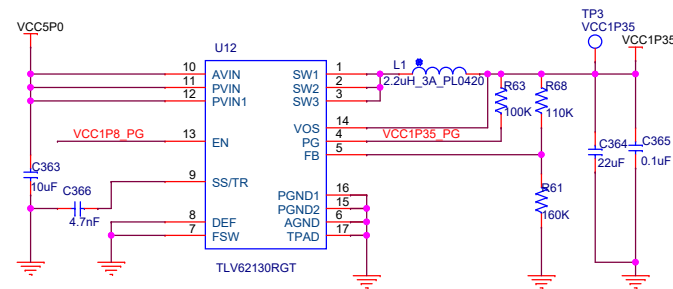 VCC5P0
TP3
VCC1P35
VCC1P35
U12
10 AVIN SW1 1
11 PVIN SW2 2
12 PVIN1 SW3 3
L1
2.2uH_3A_PL0420
R63
100K
R68
110K
VOS 14
VCC1P8_PG 13 EN PG 4 VCC1P35_PG
FB 5
C363
10uF
C366
4.7nF
9 SS/TR
C364
22uF
C365
0.1uF
R61
160K
PGND1 16
PGND2 15
8 DEF AGND 6
7 FSW TPAD 17
TLV62130RGT